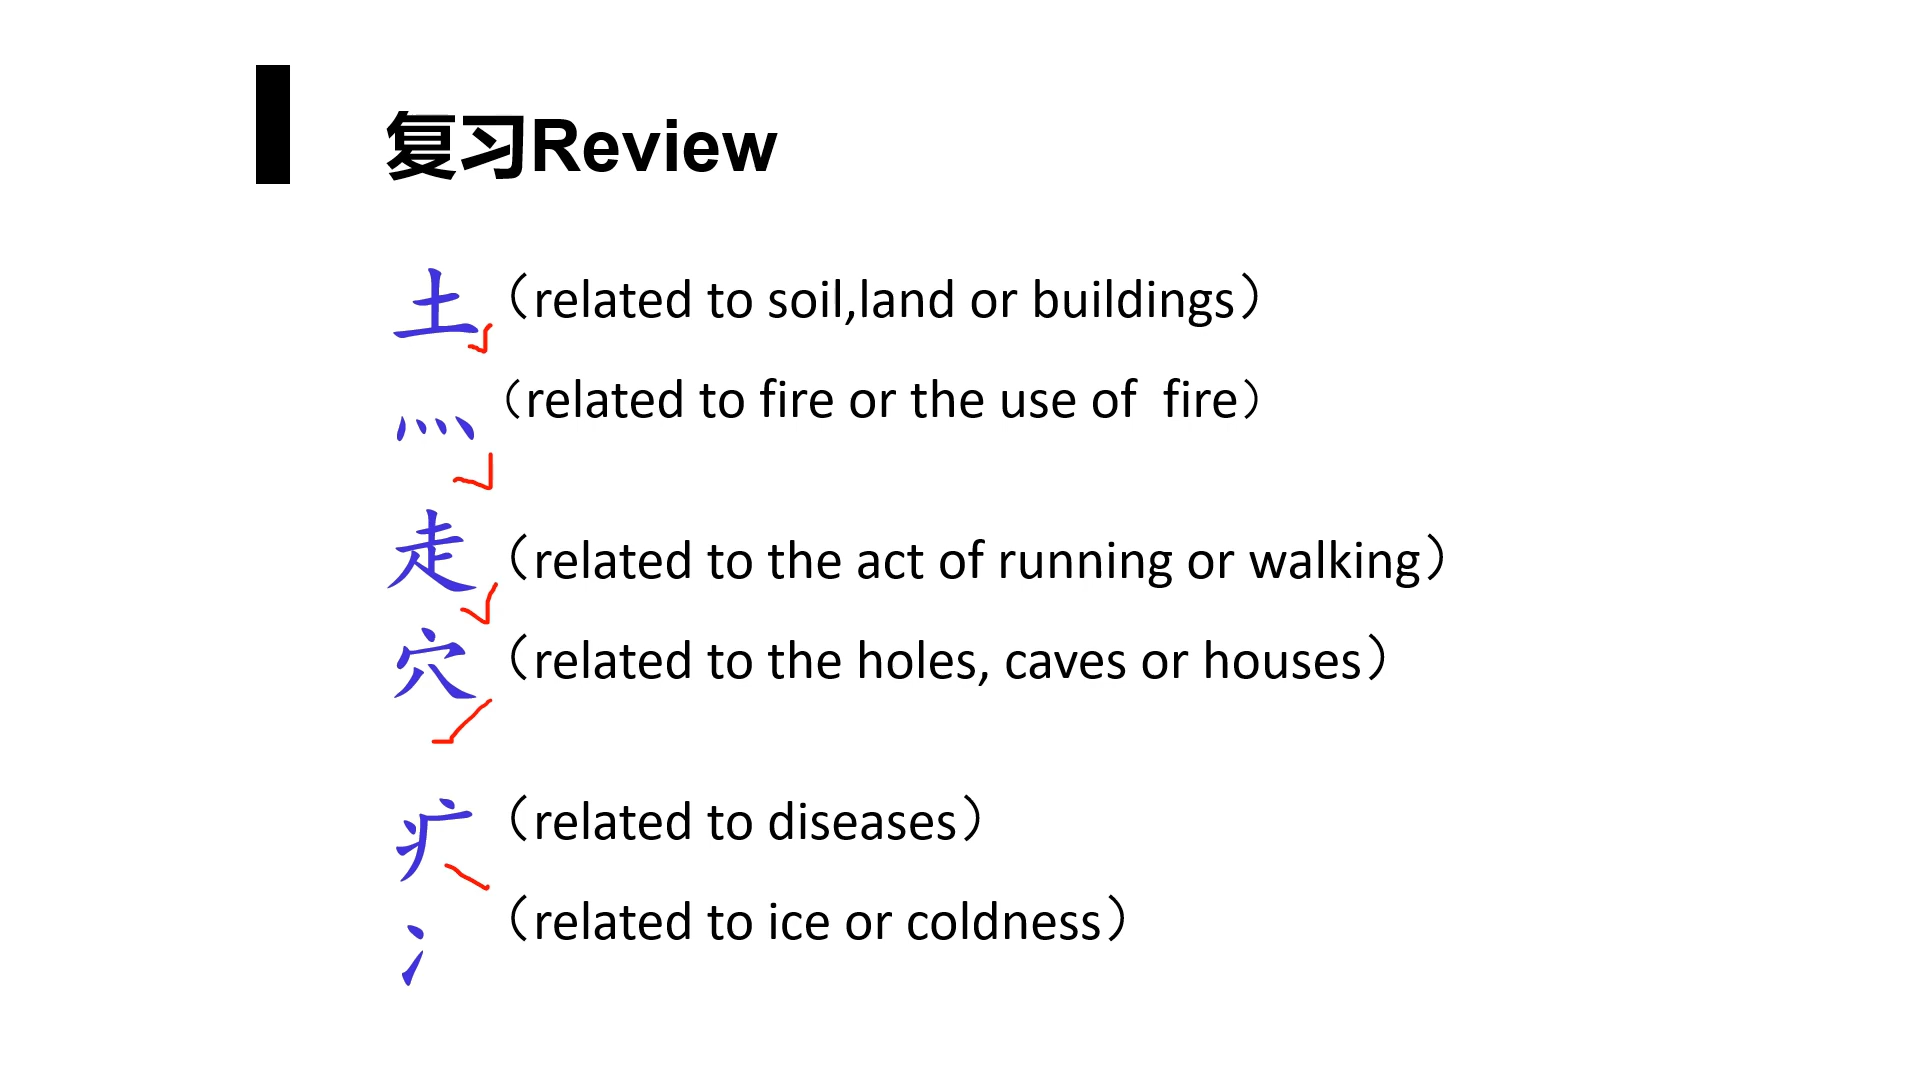 复习Review
土（related to soil,land or buildings）
灬（related to fire or the use of  fire）
走（related to the act of running or walking）
穴（related to the holes, caves or houses）
疒（related to diseases）
冫（related to ice or coldness）